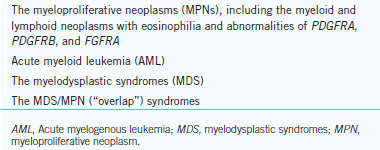 The myeloproliferative neoplasms (MPNs), including the myeloid and
lymphoid neoplasms with eosinophilia and abnormalities of PDGFRA,
PDGFRB, and FGFRA
Acute myeloid leukemia (AML)
The myelodysplastic syndromes (MDS)
The MDS/MPN (“overlap”) syndromes
AML, Acute myelogenous leukemia; MDS, myelodysplastic syndromes; MPN,
myeloproliferative neoplasm.